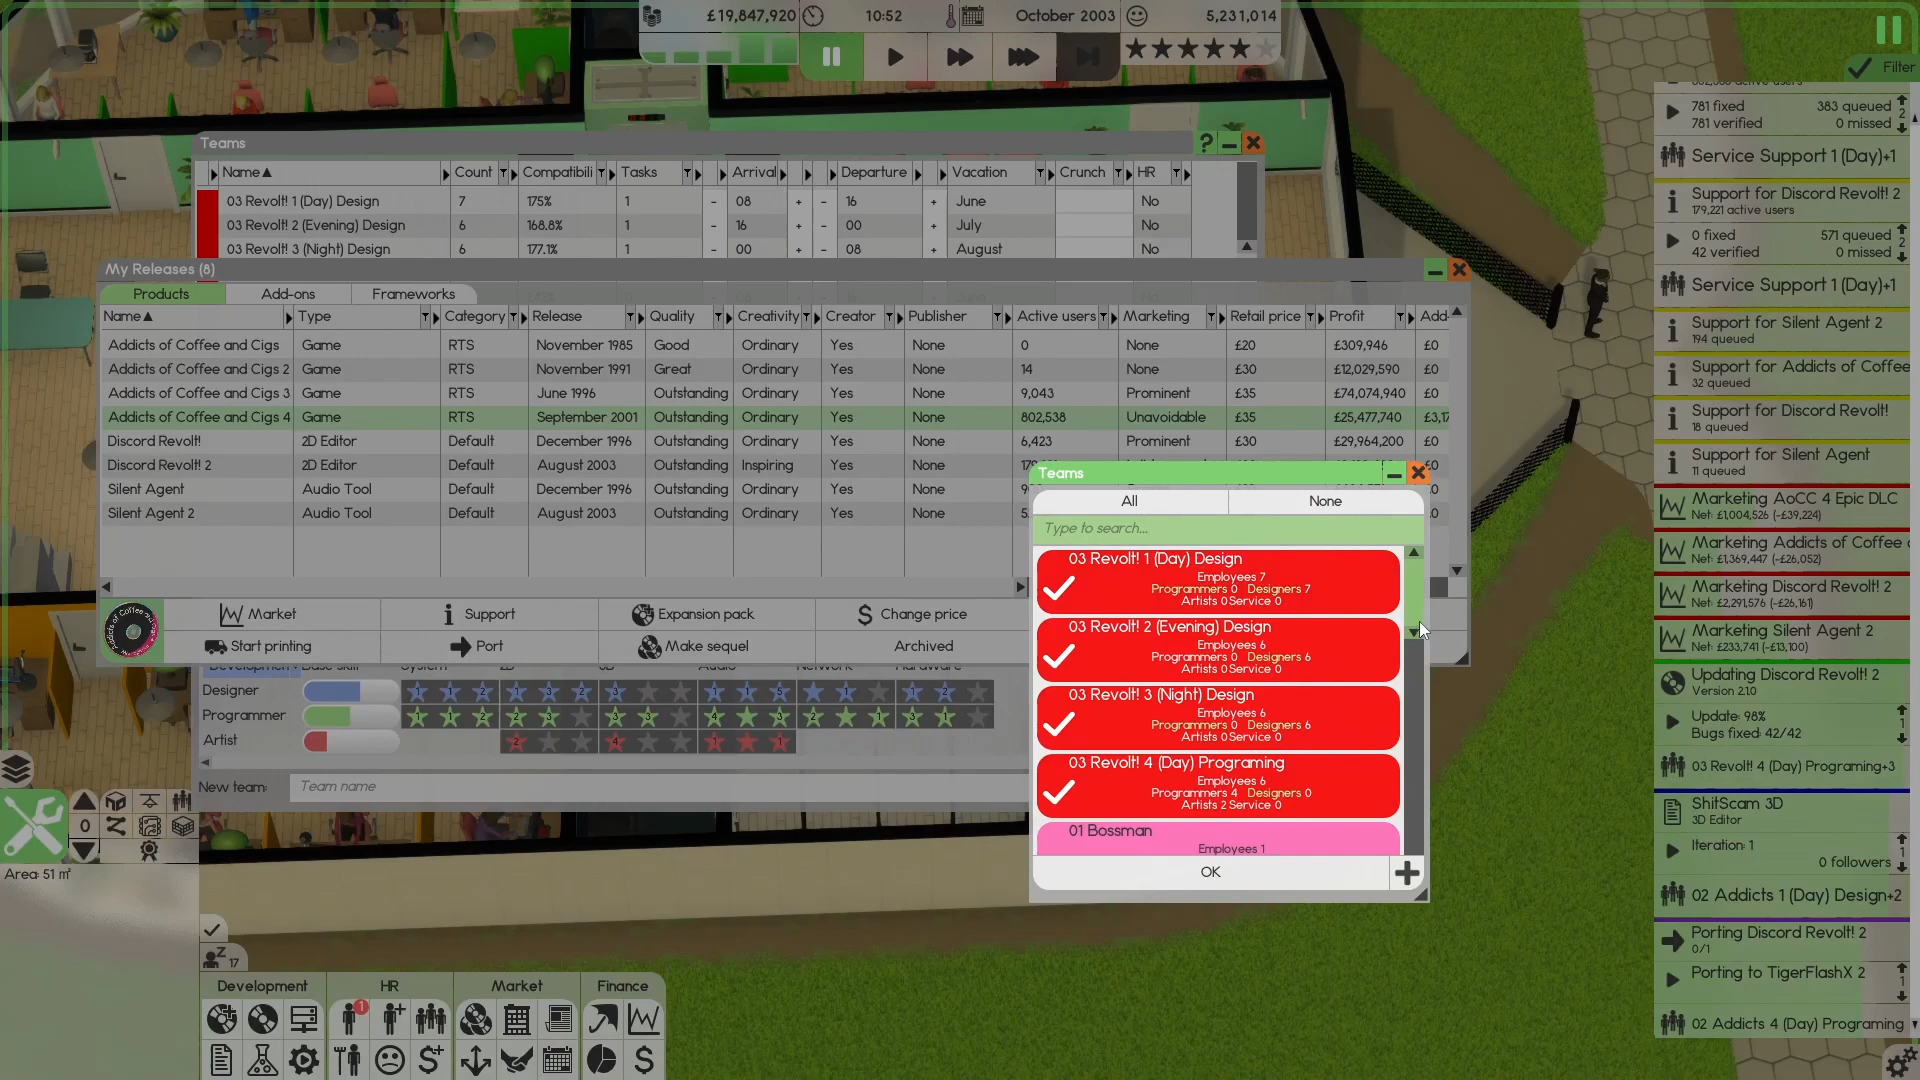 £19,847,920
10:52
October 2003
5,231,014
Filter
Teams
?
Name▲ Count Compatibili Tasks Arrival Departure Vacation Crunch HR
03 Revolt! 1 (Day) Design 7 175% 1 - 08 + - 16 + June No
03 Revolt! 2 (Evening) Design 6 168.8% 1 - 16 + - 00 + July No
03 Revolt! 3 (Night) Design 6 177.1% 1 - 00 + - 08 + August No
My Releases (8)
Products Add-ons Frameworks
Name▲ Type Category Release Quality Creativity Creator Publisher Active users Marketing Retail price Profit Add-
Addicts of Coffee and Cigs Game RTS November 1985 Good Ordinary Yes None 0 None £20 £309,946 £0
Addicts of Coffee and Cigs 2 Game RTS November 1991 Great Ordinary Yes None 14 None £30 £12,029,590 £0
Addicts of Coffee and Cigs 3 Game RTS June 1996 Outstanding Ordinary Yes None 9,043 Prominent £35 £74,074,940 £0
Addicts of Coffee and Cigs 4 Game RTS September 2001 Outstanding Ordinary Yes None 802,538 Unavoidable £35 £25,477,740 £3,17
Discord Revolt! 2D Editor Default December 1996 Outstanding Ordinary Yes None 6,423 Prominent £30 £29,964,200 £0
Discord Revolt! 2 2D Editor Default August 2003 Outstanding Inspiring Yes None
Silent Agent Audio Tool Default December 1996 Outstanding Ordinary Yes None
Silent Agent 2 Audio Tool Default August 2003 Outstanding Ordinary Yes None
Market Support Expansion pack Change price
Start printing Port Make sequel Archived
Designer
Programmer
Artist
New team: Team name
Teams
All None
Type to search...
03 Revolt! 1 (Day) Design
Employees 7
Programmers 0 Designers 7
Artists 0 Service 0
03 Revolt! 2 (Evening) Design
Employees 6
Programmers 0 Designers 6
Artists 0 Service 0
03 Revolt! 3 (Night) Design
Employees 6
Programmers 0 Designers 6
Artists 0 Service 0
03 Revolt! 4 (Day) Programing
Employees 6
Programmers 4 Designers 0
Artists 2 Service 0
01 Bossman
Employees 1
OK
781 fixed 383 queued
781 verified 0 missed
2
Service Support 1 (Day)+1
Support for Discord Revolt! 2
179,221 active users
0 fixed 571 queued
42 verified 0 missed
2
Service Support 1 (Day)+1
Support for Silent Agent 2
194 queued
Support for Addicts of Coffee
32 queued
Support for Discord Revolt!
18 queued
Support for Silent Agent
11 queued
Marketing AoCC 4 Epic DLC
Net: £1,004,526 (-£39,224)
Marketing Addicts of Coffee
Net: £1,369,447 (-£26,052)
Marketing Discord Revolt! 2
Net: £2,291,576 (-£26,161)
Marketing Silent Agent 2
Net: £233,741 (-£13,100)
Updating Discord Revolt! 2
Version 2.1.0
Update: 98%
Bugs fixed: 42/42
1
03 Revolt! 4 (Day) Programing+3
ShitScam 3D
3D Editor
Iteration: 1
0 followers
1
02 Addicts 1 (Day) Design+2
Porting Discord Revolt! 2
0/1
Porting to TigerFlashX 2
1
02 Addicts 4 (Day) Programing
0
Area: 51 m²
17
Development HR Market Finance
1